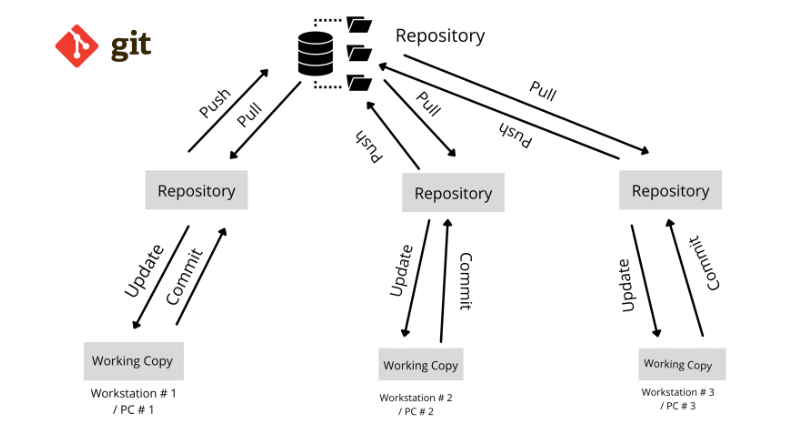 git
Repository
Push
Pull
Push
Pull
Pull
Push
Repository
Repository
Repository
Update
Commit
Update
Commit
Update
Commit
Working Copy
Working Copy
Working Copy
Workstation # 1
/ PC # 1
Workstation # 2
/ PC # 2
Workstation # 3
/ PC # 3